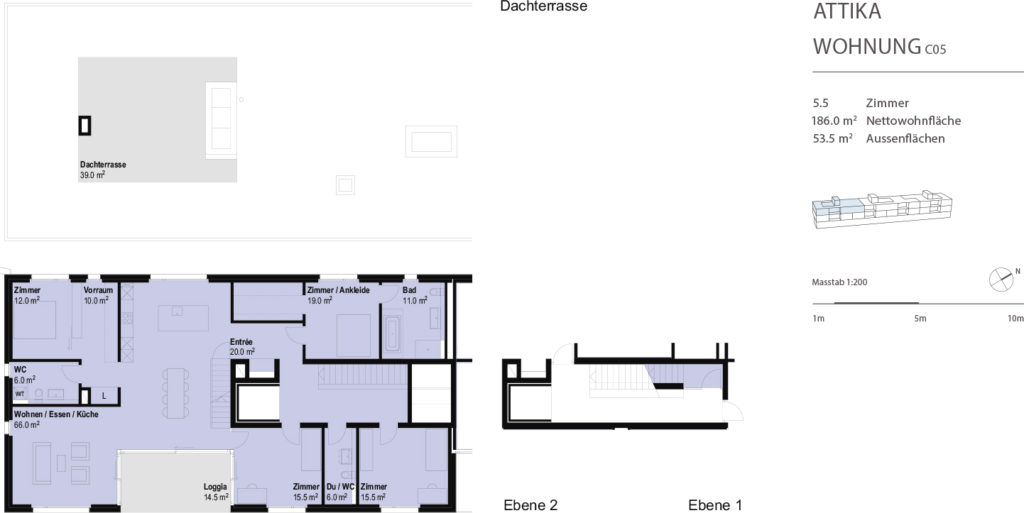 Dachterrasse
ATTIKA
WOHNUNG C05
5.5 Zimmer
186.0 m² Nettowohnfläche
53.5 m² Aussenflächen
Dachterrasse
39.0 m²
Masstab 1:200
N
1m 5m 10m
Zimmer
12.0 m²
Vorraum
10.0 m²
Zimmer / Ankleide
19.0 m²
Bad
11.0 m²
Entrée
20.0 m²
WC
6.0 m²
WT
L
Wohnen / Essen / Küche
66.0 m²
Loggia
14.5 m²
Zimmer
15.5 m²
Du / WC
6.0 m²
Zimmer
15.5 m²
Ebene 2
Ebene 1